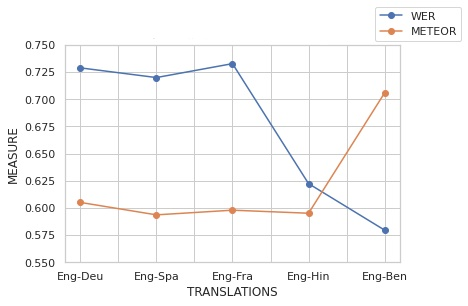 WER
METEOR
0.750
0.725
0.700
0.675
0.650
0.625
0.600
0.575
0.550
MEASURE
Eng-Deu Eng-Spa Eng-Fra Eng-Hin Eng-Ben
TRANSLATIONS